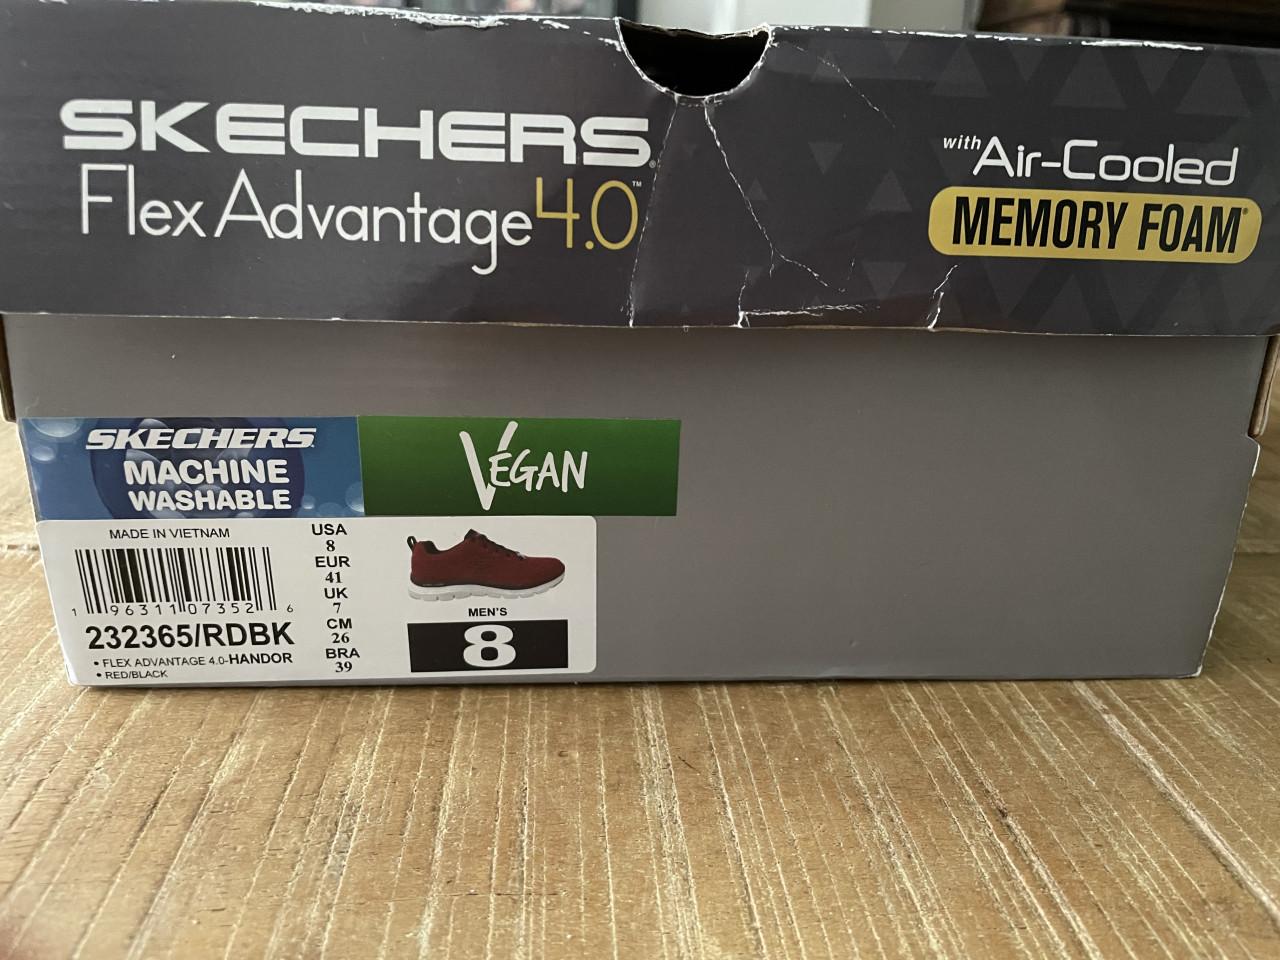 SKECHERS®
Flex Advantage 4.0™
with Air-Cooled
MEMORY FOAM®
SKECHERS
MACHINE
WASHABLE
VEGAN
MADE IN VIETNAM
1 96311 07352 6
232365/RDBK
• FLEX ADVANTAGE 4.0-HANDOR
• RED/BLACK
USA
8
EUR
41
UK
7
CM
26
BRA
39
MEN'S
8